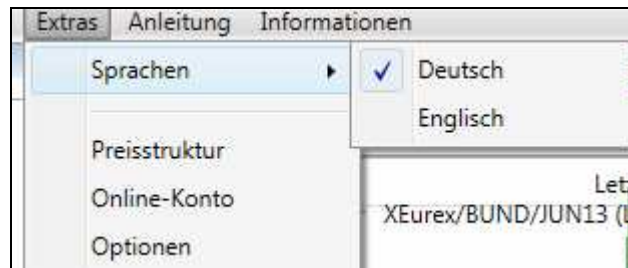 Extras Anleitung Informationen
Sprachen
Deutsch
Englisch
Preisstruktur
Online-Konto
Optionen
XEurex/BUND/JUN13